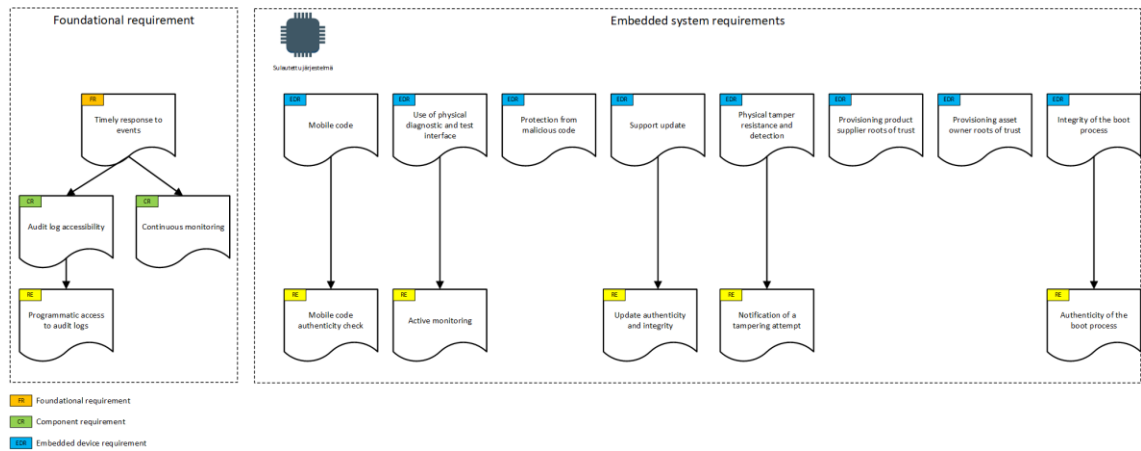 Foundational requirement
Embedded system requirements
Sulautettu järjestelmä
FR
Timely response to
events
EDR
Mobile code
EDR
Use of physical
diagnostic and test
interface
EDR
Protection from
malicious code
EDR
Support update
EDR
Physical tamper
resistance and
detection
EDR
Provisioning product
supplier roots of trust
EDR
Provisioning asset
owner roots of trust
EDR
Integrity of the boot
process
CR
Audit log accessibility
CR
Continuous monitoring
RE
Programmatic access
to audit logs
RE
Mobile code
authenticity check
RE
Active monitoring
RE
Update authenticity
and integrity
RE
Notification of a
tampering attempt
RE
Authenticity of the
boot process
FR
Foundational requirement
CR
Component requirement
EDR
Embedded device requirement